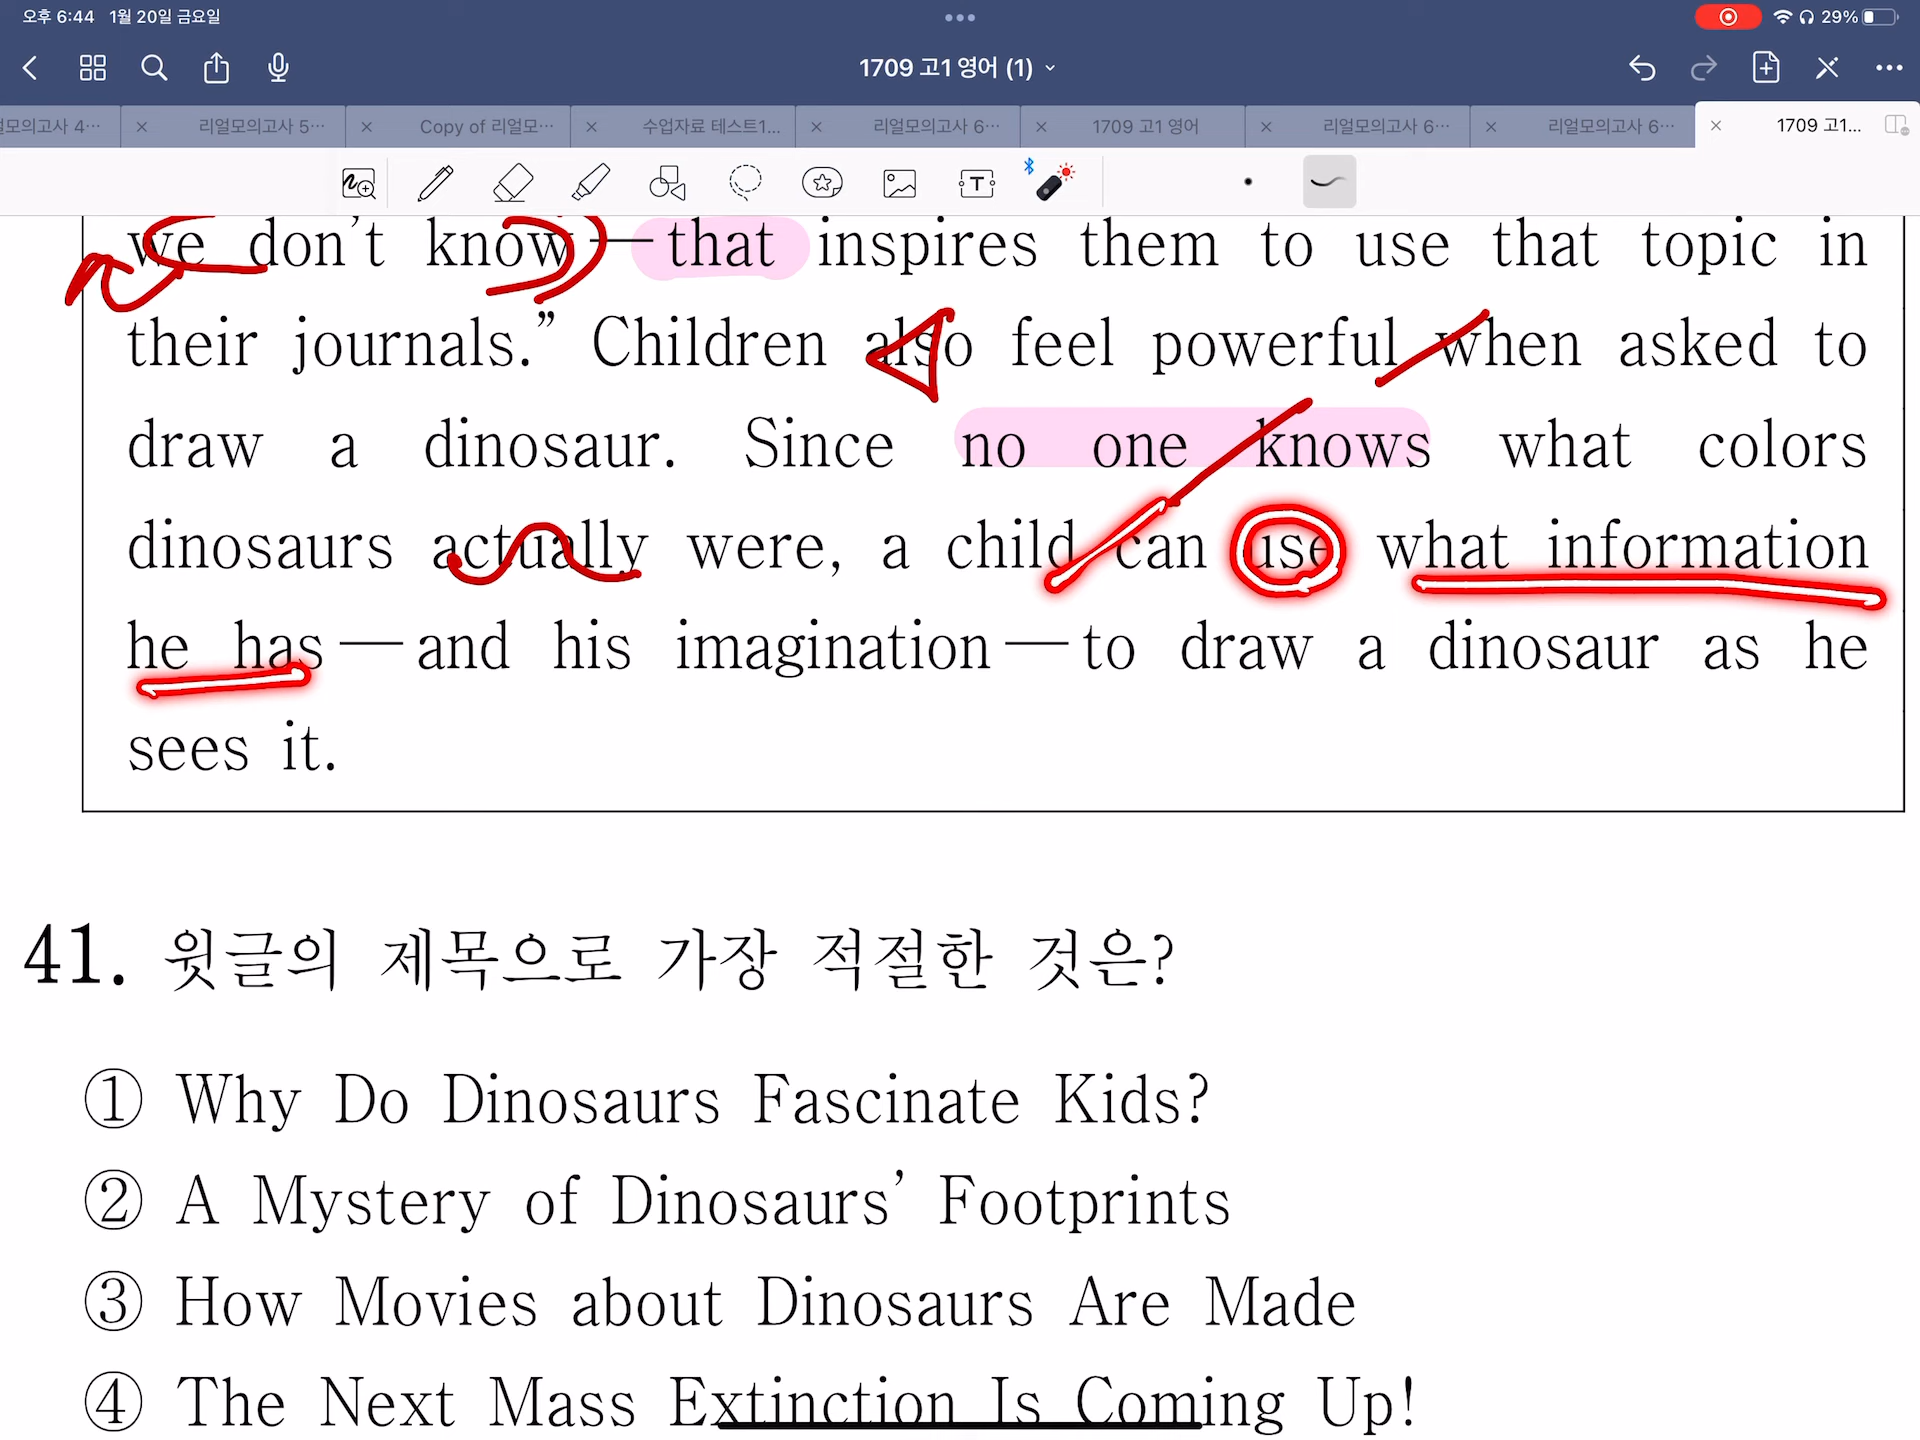 오후 6:44 1월 20일 금요일
29%
1709 고1 영어 (1)
모의고사 4…
리얼모의고사 5…
Copy of 리얼모…
수업자료 테스트1...
리얼모의고사 6…
1709 고1 영어
리얼모의고사 6…
리얼모의고사 6…
1709 고1...
we don't know—that inspires them to use that topic in
their journals.” Children also feel powerful when asked to
draw a dinosaur. Since no one knows what colors
dinosaurs actually were, a child can use what information
he has—and his imagination—to draw a dinosaur as he
sees it.
41. 윗글의 제목으로 가장 적절한 것은?
① Why Do Dinosaurs Fascinate Kids?
② A Mystery of Dinosaurs’ Footprints
③ How Movies about Dinosaurs Are Made
④ The Next Mass Extinction Is Coming Up!